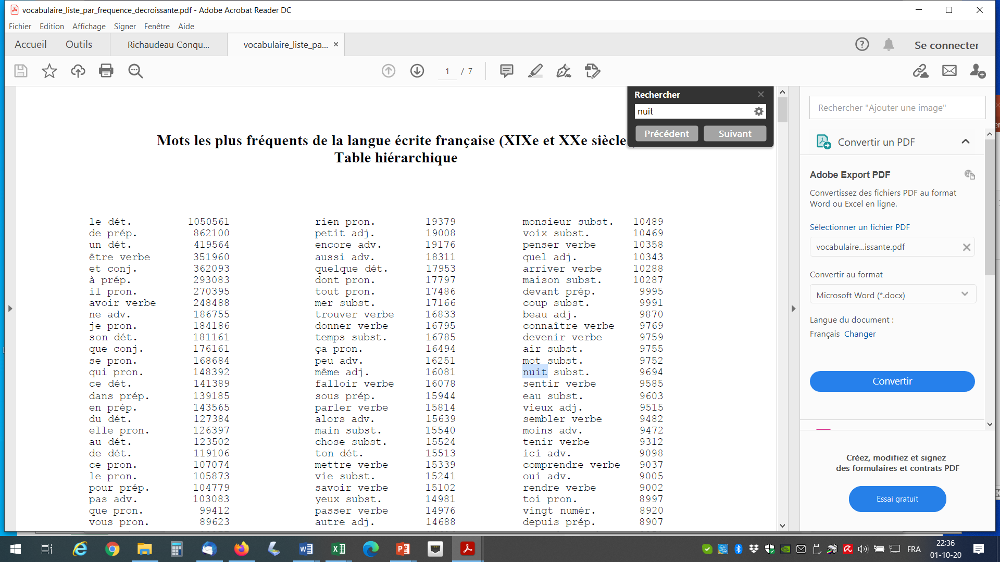 vocabulaire_liste_par_frequence_decroissante.pdf - Adobe Acrobat Reader DC
Fichier Edition Affichage Signer Fenêtre Aide
Accueil Outils Richaudeau Conqu... vocabulaire_liste_pa... Se connecter
1 / 7
Rechercher
nuit
Précédent Suivant
Mots les plus fréquents de la langue écrite française (XIXe et XXe siècle
Table hiérarchique
le dét. 1050561 rien pron. 19379 monsieur subst. 10489
de prép. 862100 petit adj. 19008 voix subst. 10469
un dét. 419564 encore adv. 19176 penser verbe 10358
être verbe 351960 aussi adv. 18311 quel adj. 10343
et conj. 362093 quelque dét. 17953 arriver verbe 10288
à prép. 293083 dont pron. 17797 maison subst. 10287
il pron. 270395 tout pron. 17486 devant prép. 9995
avoir verbe 248488 mer subst. 17166 coup subst. 9991
ne adv. 186755 trouver verbe 16833 beau adj. 9870
je pron. 184186 donner verbe 16795 connaître verbe 9769
son dét. 181161 temps subst. 16785 devenir verbe 9759
que conj. 176161 ça pron. 16494 air subst. 9755
se pron. 168684 peu adv. 16251 mot subst. 9752
qui pron. 148392 même adj. 16081 nuit subst. 9694
ce dét. 141389 falloir verbe 16078 sentir verbe 9585
dans prép. 139185 sous prép. 15944 eau subst. 9603
en prép. 143565 parler verbe 15814 vieux adj. 9515
du dét. 127384 alors adv. 15639 sembler verbe 9482
elle pron. 126397 main subst. 15540 moins adv. 9472
au dét. 123502 chose subst. 15524 tenir verbe 9312
de dét. 119106 ton dét. 15513 ici adv. 9098
ce pron. 107074 mettre verbe 15339 comprendre verbe 9037
le pron. 105873 vie subst. 15241 oui adv. 9005
pour prép. 104779 savoir verbe 15102 rendre verbe 9002
pas adv. 103083 yeux subst. 14981 toi pron. 8997
que pron. 99412 passer verbe 14976 vingt numér. 8920
vous pron. 89623 autre adj. 14688 depuis prép. 8907
Rechercher "Ajouter une image"
Convertir un PDF
Adobe Export PDF
Convertissez des fichiers PDF au format
Word ou Excel en ligne.
Sélectionner un fichier PDF
vocabulaire...issante.pdf
Convertir au format
Microsoft Word (*.docx)
Langue du document :
Français Changer
Convertir
Créez, modifiez et signez
des formulaires et contrats PDF
Essai gratuit
FRA
22:36
01-10-20